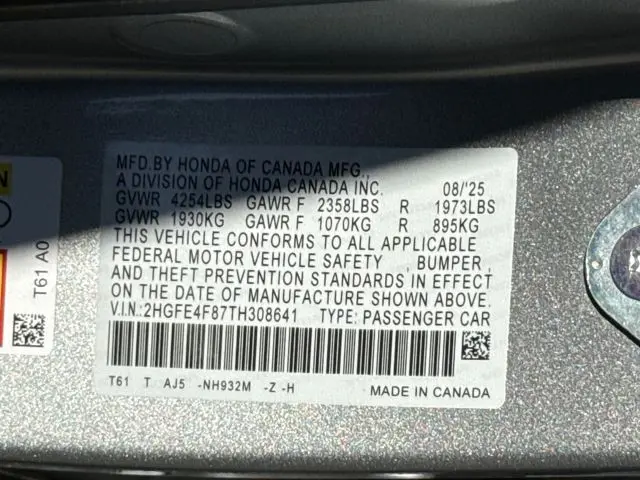 MFD.BY HONDA OF CANADA MFG.,
A DIVISION OF HONDA CANADA INC. 08/'25
GVWR 4254LBS GAWR F 2358LBS R 1973LBS
GVWR 1930KG GAWR F 1070KG R 895KG
THIS VEHICLE CONFORMS TO ALL APPLICABLE
FEDERAL MOTOR VEHICLE SAFETY , BUMPER ,
AND THEFT PREVENTION STANDARDS IN EFFECT
ON THE DATE OF MANUFACTURE SHOWN ABOVE.
V.I.N.:2HGFE4F87TH308641 TYPE: PASSENGER CAR
T61 T AJ5 -NH932M -Z -H MADE IN CANADA
T61 A0